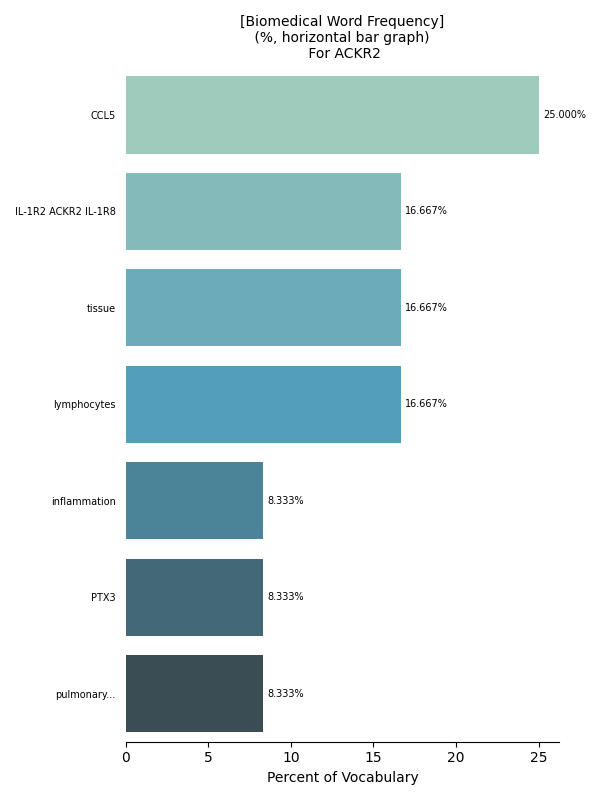 [Biomedical Word Frequency]
(%, horizontal bar graph)
For ACKR2
CCL5
25.000%
IL-1R2 ACKR2 IL-1R8
16.667%
tissue
16.667%
lymphocytes
16.667%
inflammation
8.333%
PTX3
8.333%
pulmonary...
8.333%
0 5 10 15 20 25
Percent of Vocabulary